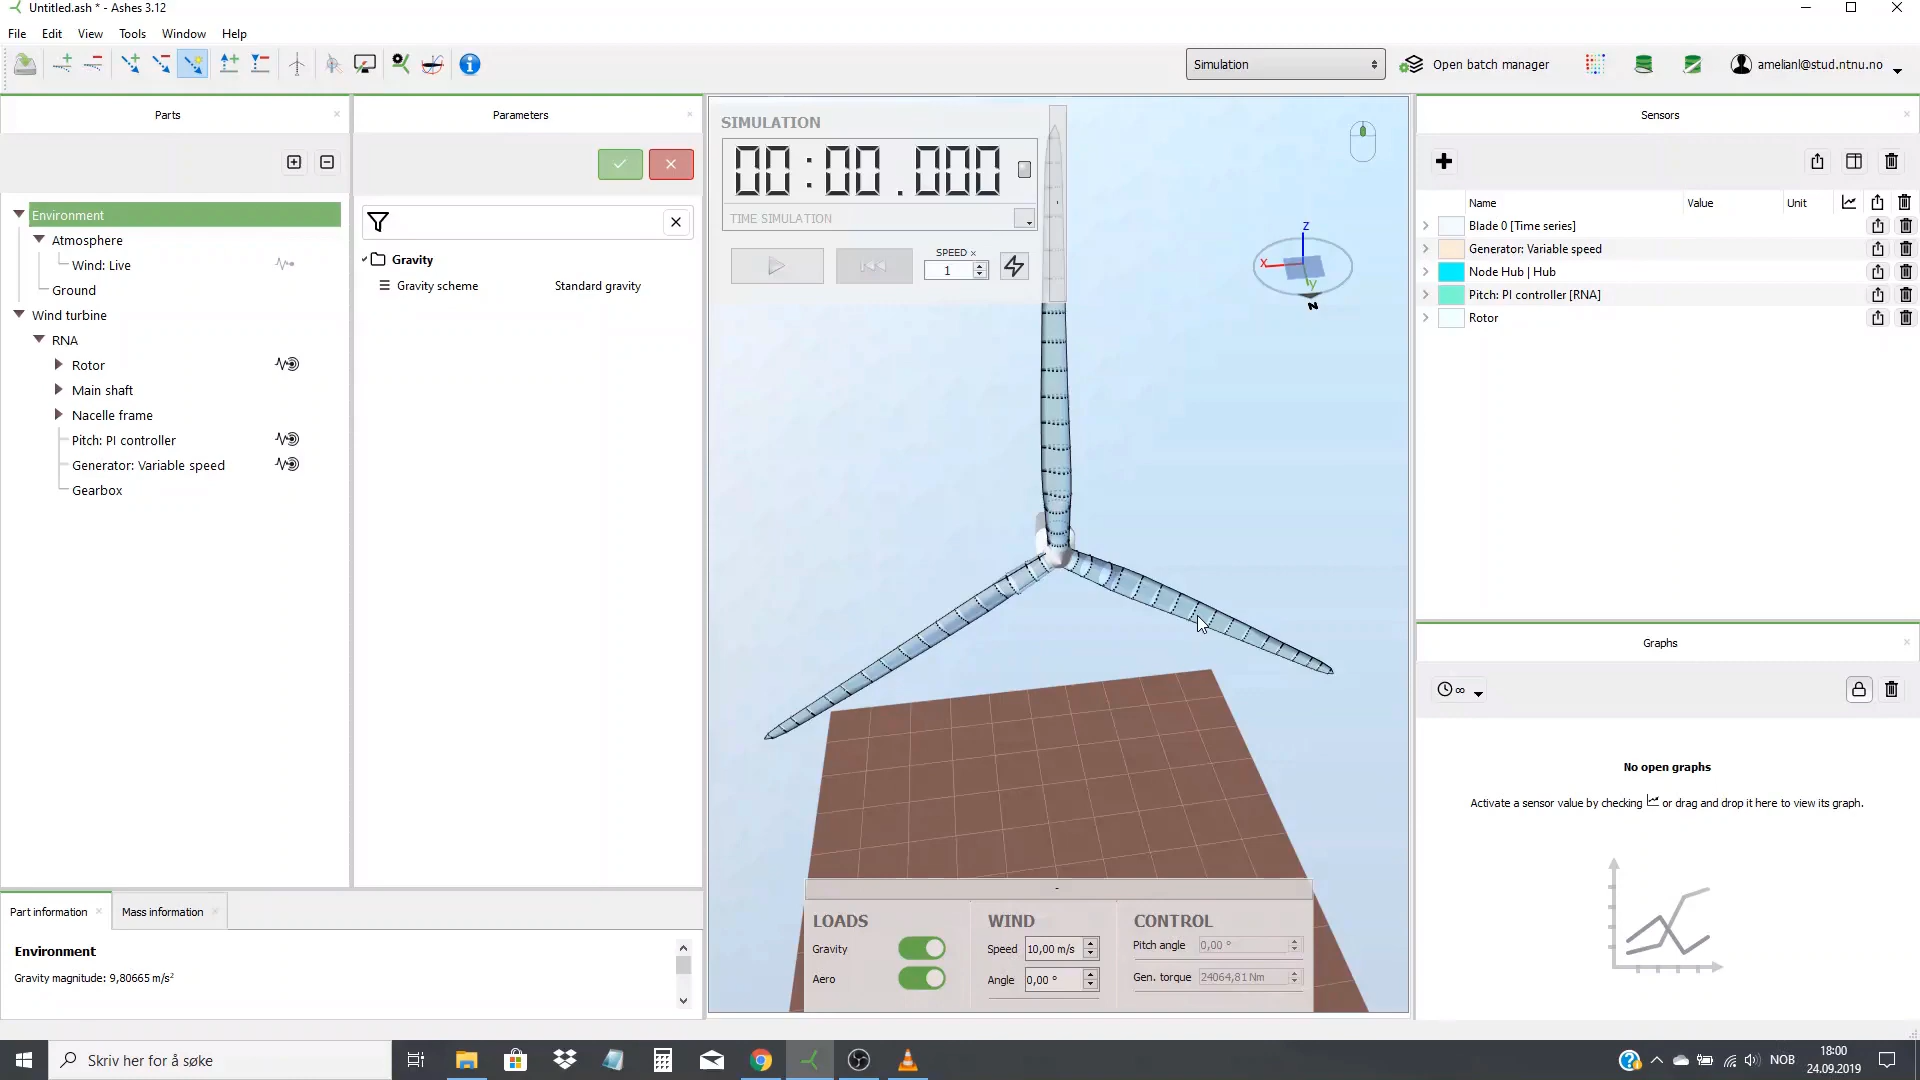 Untitled.ash * - Ashes 3.12
File Edit View Tools Window Help
Simulation
Open batch manager
amelianl@stud.ntnu.no
Parts
Environment
Atmosphere
Wind: Live
Ground
Wind turbine
RNA
Rotor
Main shaft
Nacelle frame
Pitch: PI controller
Generator: Variable speed
Gearbox
Parameters
Gravity
Gravity scheme Standard gravity
SIMULATION
00:00.000
TIME SIMULATION
SPEED x
1
Z
X
y
N
LOADS
Gravity
Aero
WIND
Speed 10,00 m/s
Angle 0,00 °
CONTROL
Pitch angle 0,00 °
Gen. torque 24064,81 Nm
Sensors
Name Value Unit
Blade 0 [Time series]
Generator: Variable speed
Node Hub | Hub
Pitch: PI controller [RNA]
Rotor
Graphs
∞
No open graphs
Activate a sensor value by checking or drag and drop it here to view its graph.
Part information Mass information
Environment
Gravity magnitude: 9,80665 m/s²
Skriv her for å søke
NOB
18:00
24.09.2019